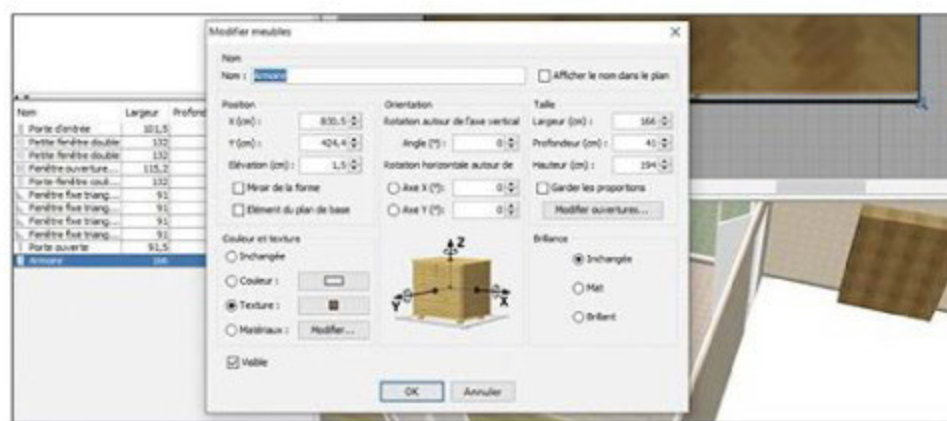 Modifier meubles
Nom
Nom : Armoire
Afficher le nom dans le plan
Position
X (cm) : 830,5
Y (cm) : 424,4
Elévation (cm) : 1,5
Miroir de la forme
Elément du plan de base
Orientation
Rotation autour de l'axe vertical
Angle (°) : 0
Rotation horizontale autour de
Axe X (°): 0
Axe Y (°): 0
Taille
Largeur (cm) : 166
Profondeur (cm) : 41
Hauteur (cm) : 194
Garder les proportions
Modifier ouvertures...
Couleur et texture
Inchangée
Couleur :
Texture :
Matériaux : Modifier...
Z
Y
X
Brillance
Inchangée
Mat
Brillant
Visible
OK
Annuler
Nom Largeur Profond
Porte d'entrée 101,5
Petite fenêtre double 132
Petite fenêtre double 132
Fenêtre ouverture... 115,2
Porte-fenêtre coul... 132
Fenêtre fixe triang... 91
Fenêtre fixe triang... 91
Fenêtre fixe triang... 91
Fenêtre fixe triang... 91
Porte ouverte 91,5
Armoire 166